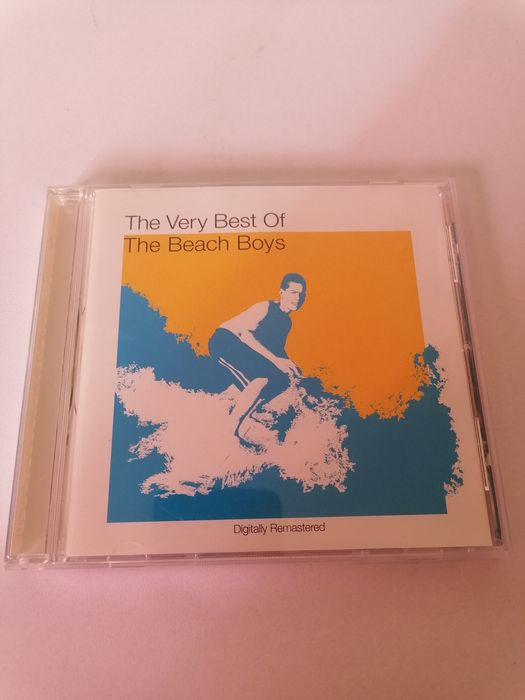 The Very Best Of
The Beach Boys
Digitally Remastered